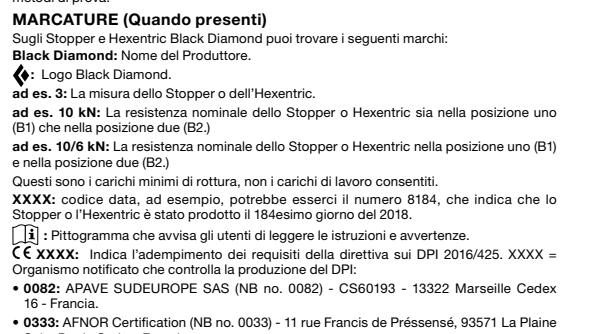 metodi di prova.
MARCATURE (Quando presenti)
Sugli Stopper e Hexentric Black Diamond puoi trovare i seguenti marchi:
Black Diamond: Nome del Produttore.
: Logo Black Diamond.
ad es. 3: La misura dello Stopper o dell'Hexentric.
ad es. 10 kN: La resistenza nominale dello Stopper o Hexentric sia nella posizione uno
(B1) che nella posizione due (B2.)
ad es. 10/6 kN: La resistenza nominale dello Stopper o Hexentric nella posizione uno (B1)
e nella posizione due (B2.)
Questi sono i carichi minimi di rottura, non i carichi di lavoro consentiti.
XXXX: codice data, ad esempio, potrebbe esserci il numero 8184, che indica che lo
Stopper o l'Hexentric è stato prodotto il 184esimo giorno del 2018.
i : Pittogramma che avvisa gli utenti di leggere le istruzioni e avvertenze.
CE XXXX: Indica l'adempimento dei requisiti della direttiva sui DPI 2016/425. XXXX =
Organismo notificato che controlla la produzione del DPI:
• 0082: APAVE SUDEUROPE SAS (NB no. 0082) - CS60193 - 13322 Marseille Cedex
16 - Francia.
• 0333: AFNOR Certification (NB no. 0033) - 11 rue Francis de Préssensé, 93571 La Plaine